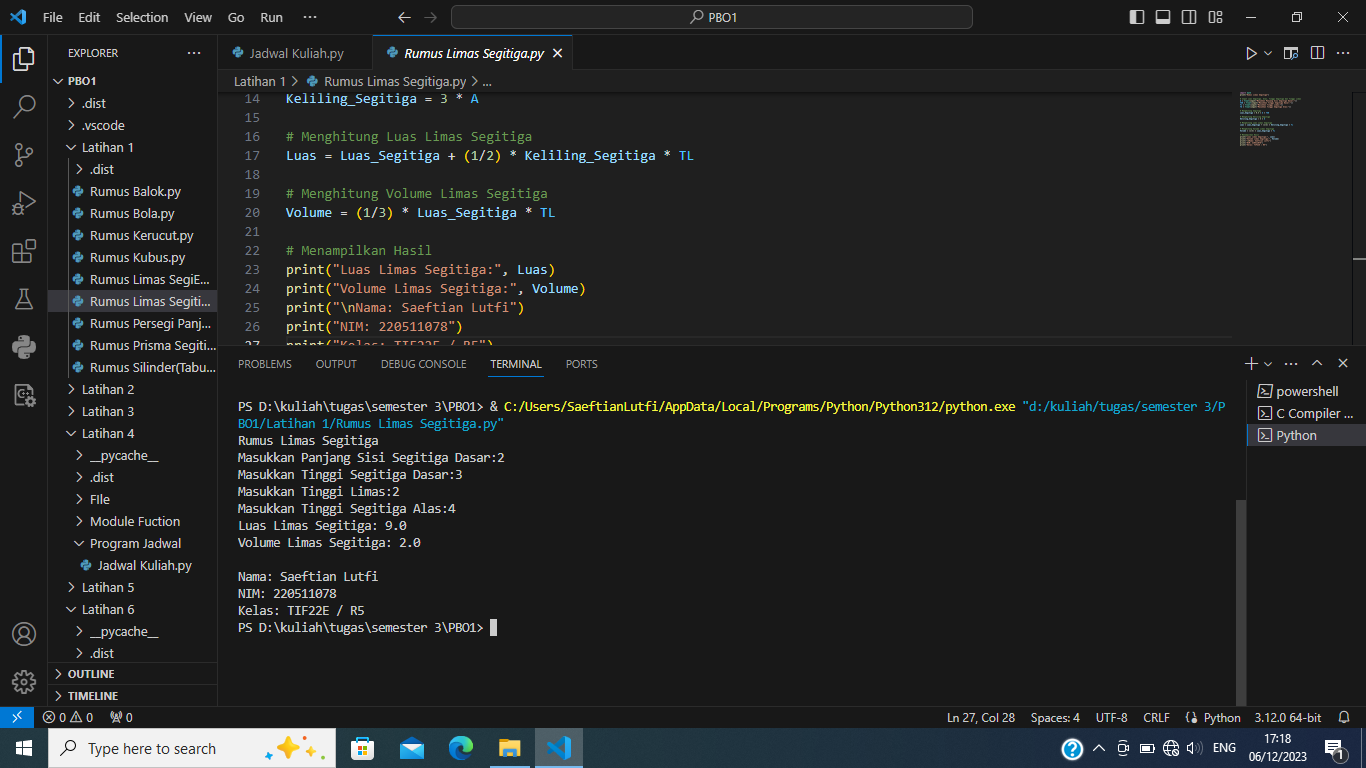 File Edit Selection View Go Run ···
PBO1
EXPLORER
PBO1
.dist
.vscode
Latihan 1
.dist
Rumus Balok.py
Rumus Bola.py
Rumus Kerucut.py
Rumus Kubus.py
Rumus Limas SegiE...
Rumus Limas Segiti...
Rumus Persegi Panj...
Rumus Prisma Segiti...
Rumus Silinder(Tabu...
Latihan 2
Latihan 3
Latihan 4
__pycache__
.dist
FIle
Module Fuction
Program Jadwal
Jadwal Kuliah.py
Latihan 5
Latihan 6
__pycache__
.dist
OUTLINE
TIMELINE
Jadwal Kuliah.py
Rumus Limas Segitiga.py
Latihan 1 > Rumus Limas Segitiga.py > ...
14 Keliling_Segitiga = 3 * A
15
16 # Menghitung Luas Limas Segitiga
17 Luas = Luas_Segitiga + (1/2) * Keliling_Segitiga * TL
18
19 # Menghitung Volume Limas Segitiga
20 Volume = (1/3) * Luas_Segitiga * TL
21
22 # Menampilkan Hasil
23 print("Luas Limas Segitiga:", Luas)
24 print("Volume Limas Segitiga:", Volume)
25 print("\nNama: Saeftian Lutfi")
26 print("NIM: 220511078")
27 print("Kelas: TIF22E / R5")
PROBLEMS OUTPUT DEBUG CONSOLE TERMINAL PORTS
PS D:\kuliah\tugas\semester 3\PBO1> & C:/Users/SaeftianLutfi/AppData/Local/Programs/Python/Python312/python.exe "d:/kuliah/tugas/semester 3/P
BO1/Latihan 1/Rumus Limas Segitiga.py"
Rumus Limas Segitiga
Masukkan Panjang Sisi Segitiga Dasar:2
Masukkan Tinggi Segitiga Dasar:3
Masukkan Tinggi Limas:2
Masukkan Tinggi Segitiga Alas:4
Luas Limas Segitiga: 9.0
Volume Limas Segitiga: 2.0
Nama: Saeftian Lutfi
NIM: 220511078
Kelas: TIF22E / R5
PS D:\kuliah\tugas\semester 3\PBO1>
powershell
C Compiler ...
Python
0 0 0
Ln 27, Col 28 Spaces: 4 UTF-8 CRLF Python 3.12.0 64-bit
Type here to search
ENG
17:18
06/12/2023
1